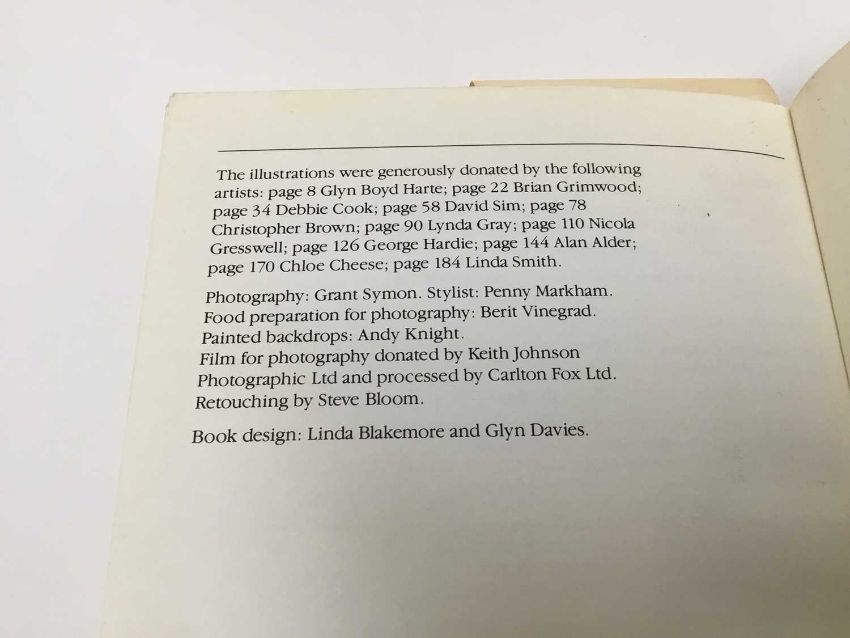 The illustrations were generously donated by the following
artists: page 8 Glyn Boyd Harte; page 22 Brian Grimwood;
page 34 Debbie Cook; page 58 David Sim; page 78
Christopher Brown; page 90 Lynda Gray; page 110 Nicola
Gresswell; page 126 George Hardie; page 144 Alan Alder;
page 170 Chloe Cheese; page 184 Linda Smith.
Photography: Grant Symon. Stylist: Penny Markham.
Food preparation for photography: Berit Vinegrad.
Painted backdrops: Andy Knight.
Film for photography donated by Keith Johnson
Photographic Ltd and processed by Carlton Fox Ltd.
Retouching by Steve Bloom.
Book design: Linda Blakemore and Glyn Davies.